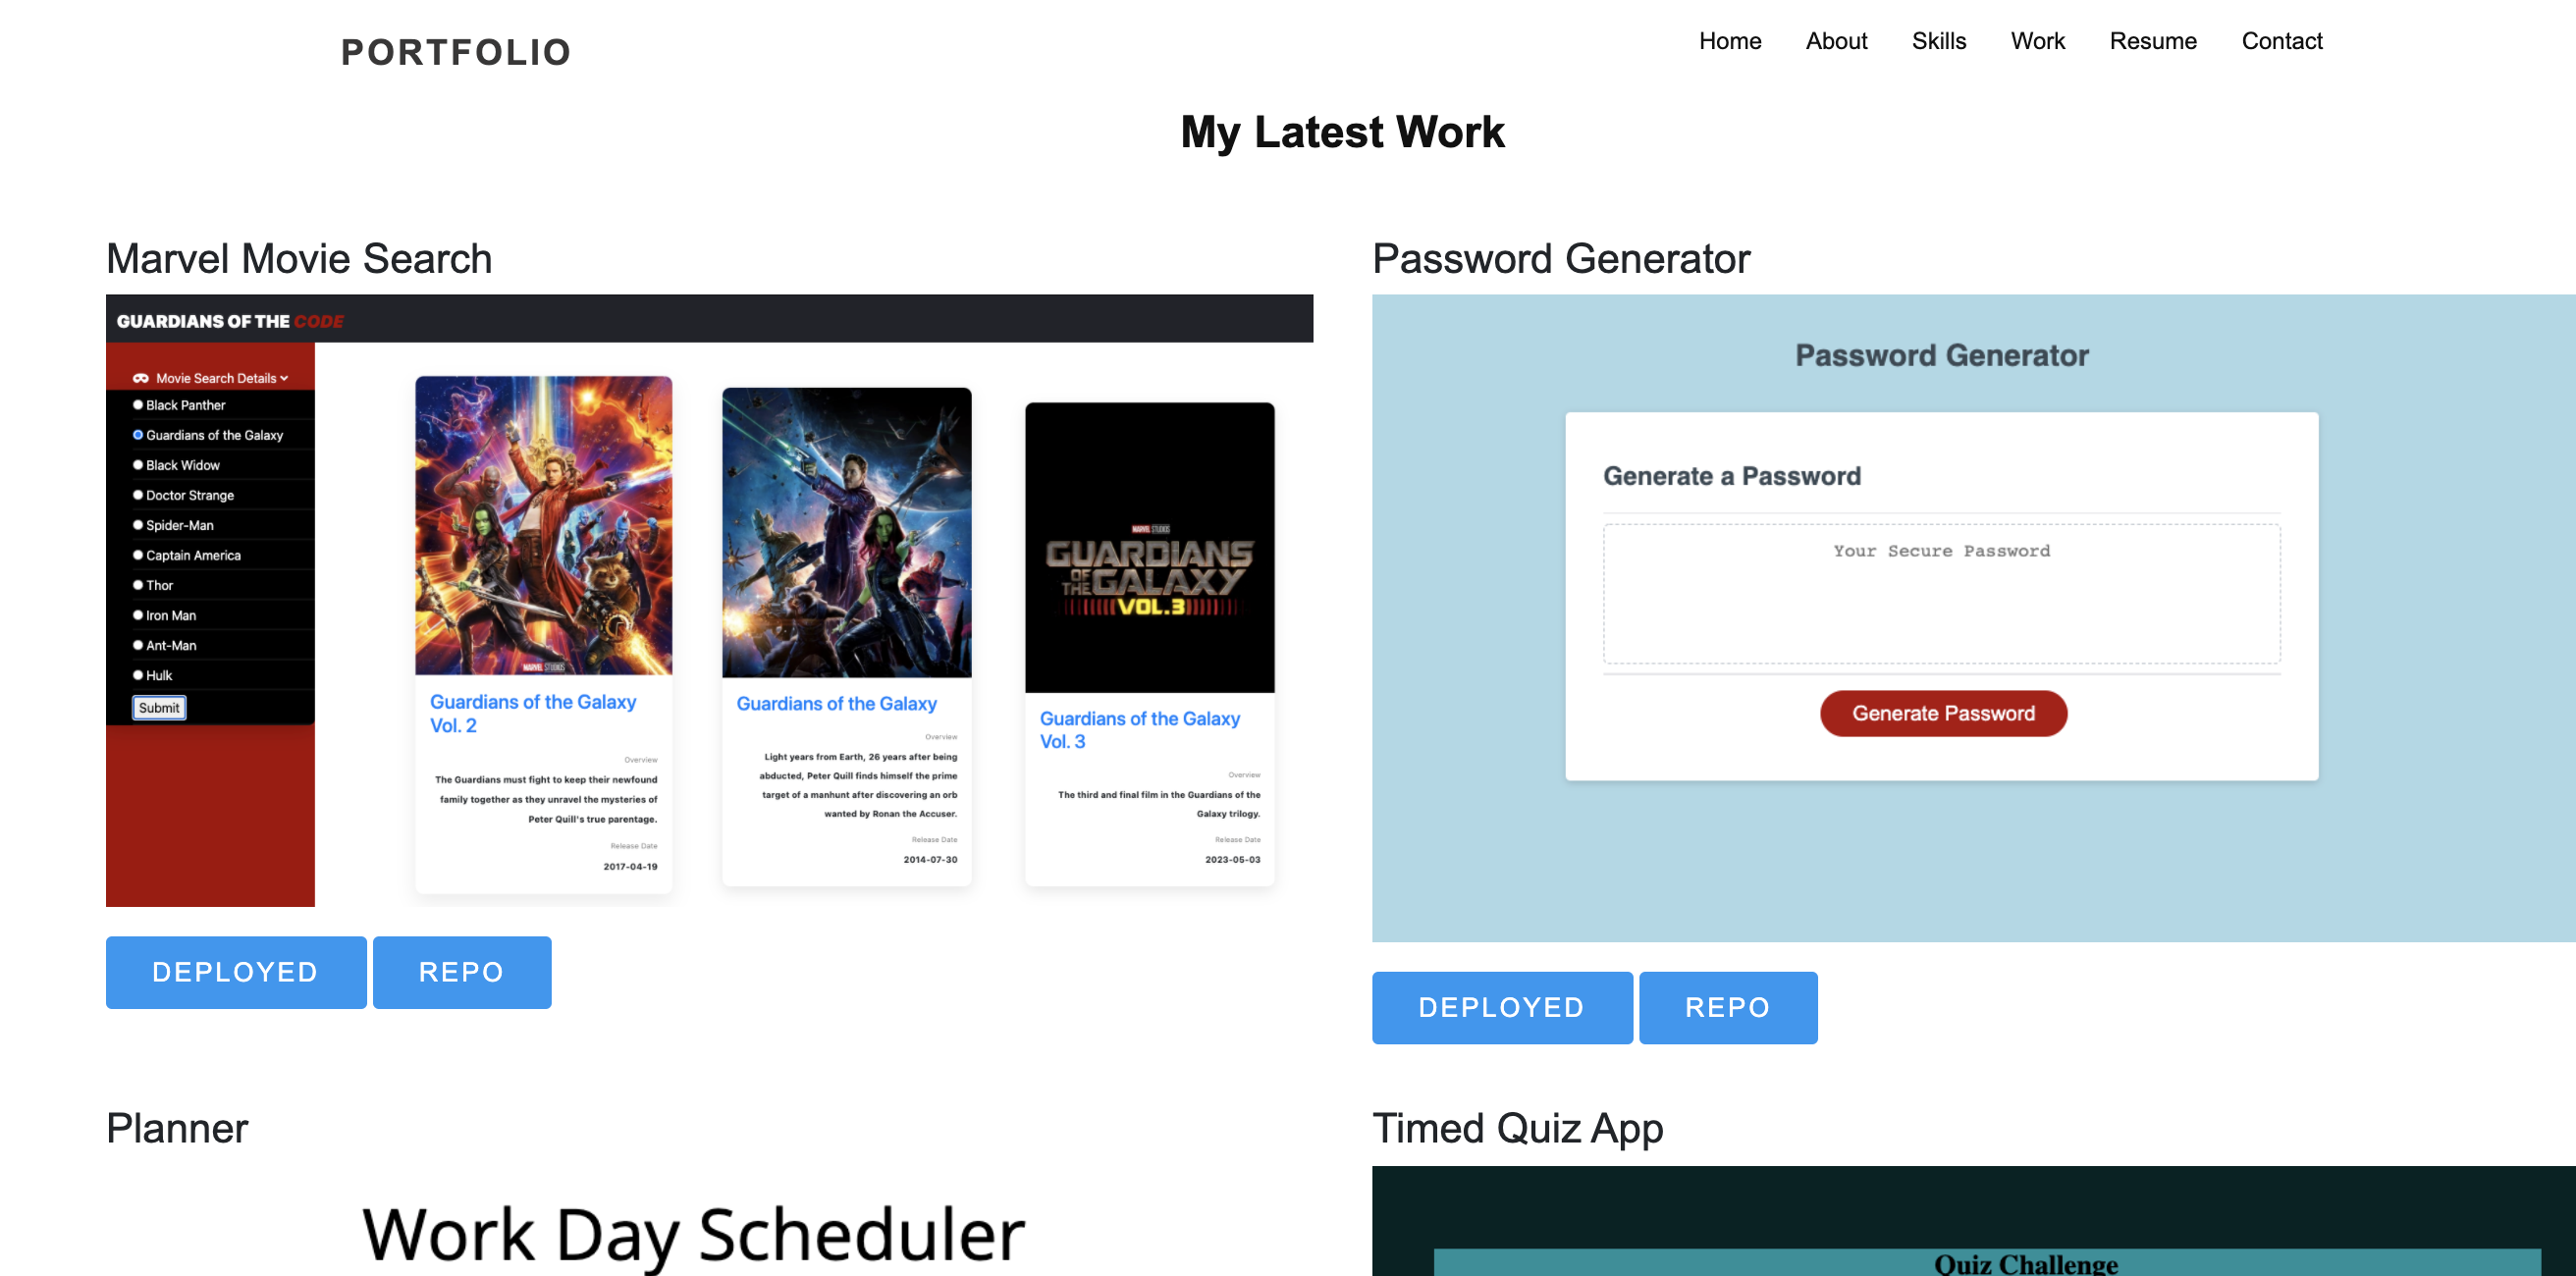 PORTFOLIO
Home About Skills Work Resume Contact
My Latest Work
Marvel Movie Search
GUARDIANS OF THE CODE
Movie Search Details
Black Panther
Guardians of the Galaxy
Black Widow
Doctor Strange
Spider-Man
Captain America
Thor
Iron Man
Ant-Man
Hulk
Submit
MARVEL STUDIOS
Guardians of the Galaxy
Vol. 2
Overview
The Guardians must fight to keep their newfound
family together as they unravel the mysteries of
Peter Quill's true parentage.
Release Date
2017-04-19
Guardians of the Galaxy
Overview
Light years from Earth, 26 years after being
abducted, Peter Quill finds himself the prime
target of a manhunt after discovering an orb
wanted by Ronan the Accuser.
Release Date
2014-07-30
MARVEL STUDIOS
GUARDIANS
OF THE GALAXY
VOL.3
Guardians of the Galaxy
Vol. 3
Overview
The third and final film in the Guardians of the
Galaxy trilogy.
Release Date
2023-05-03
DEPLOYED REPO
Password Generator
Password Generator
Generate a Password
Your Secure Password
Generate Password
DEPLOYED REPO
Planner
Work Day Scheduler
Timed Quiz App
Quiz Challenge